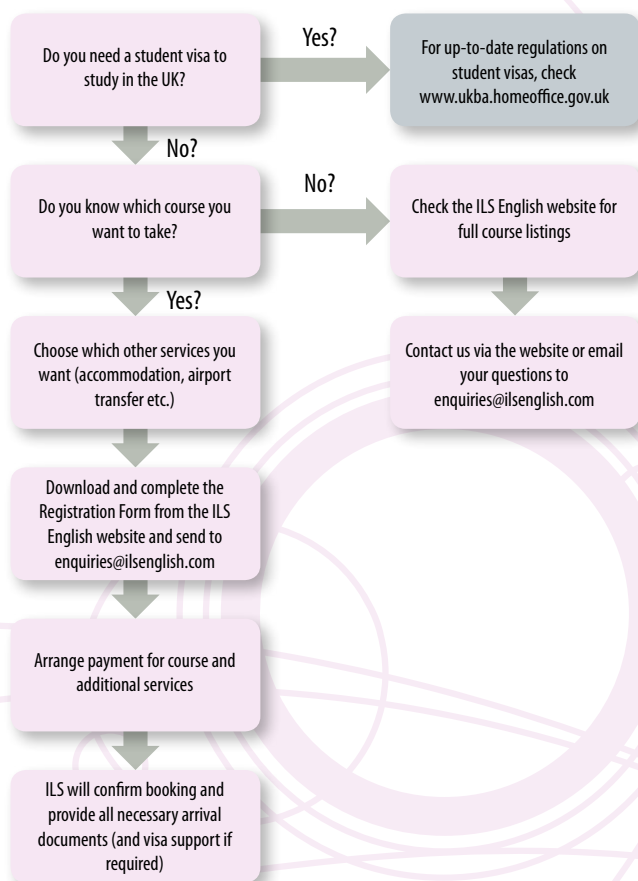 Do you need a student visa to
study in the UK?
Yes?
For up-to-date regulations on
student visas, check
www.ukba.homeoffice.gov.uk
No?
Do you know which course you
want to take?
No?
Check the ILS English website for
full course listings
Yes?
Choose which other services you
want (accommodation, airport
transfer etc.)
Contact us via the website or email
your questions to
enquiries@ilsenglish.com
Download and complete the
Registration Form from the ILS
English website and send to
enquiries@ilsenglish.com
Arrange payment for course and
additional services
ILS will confirm booking and
provide all necessary arrival
documents (and visa support if
required)